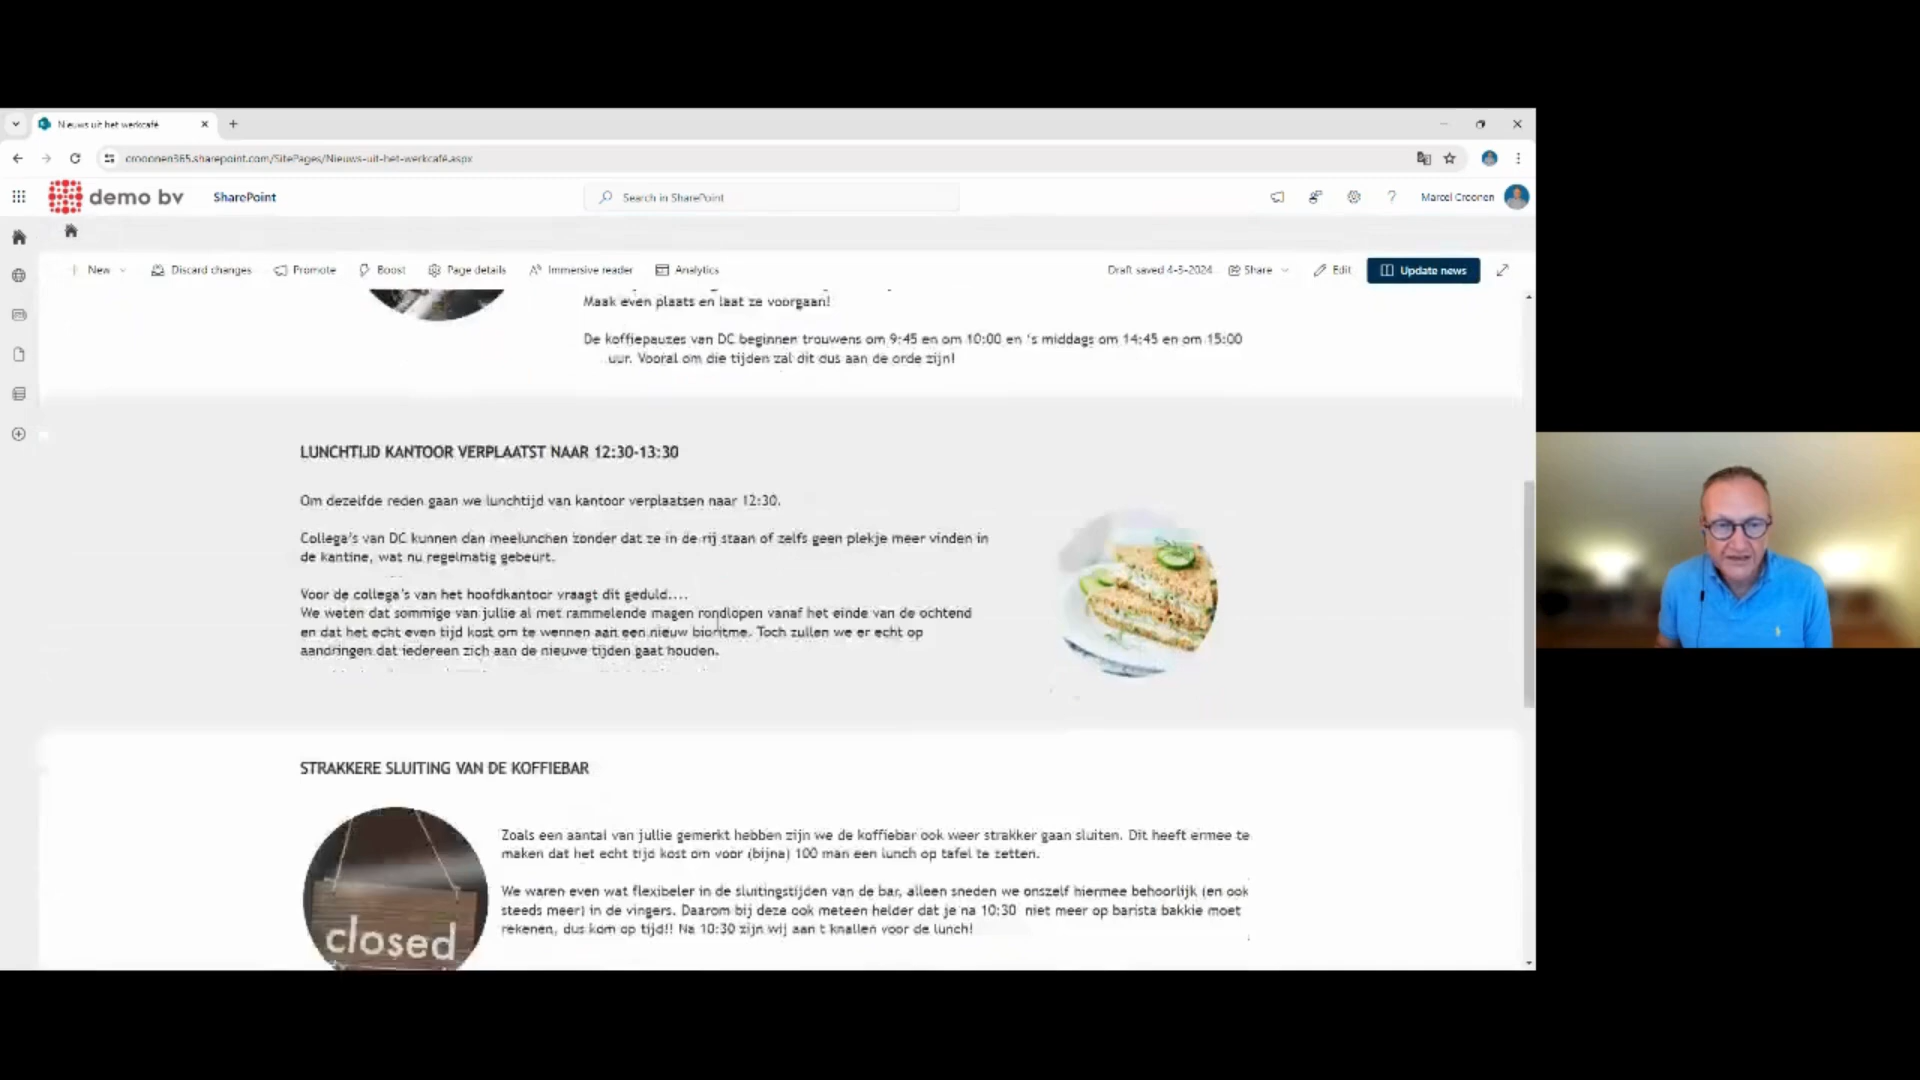 Nieuws uit het werkcafé
croonen365.sharepoint.com/SitePages/Nieuws-uit-het-werkcafé.aspx
demo bv
SharePoint
Search in SharePoint
Marcel Croonen
New
Discard changes
Promote
Boost
Page details
Immersive reader
Analytics
Draft saved 4-5-2024
Share
Edit
Update news
Maak even plaats en laat ze voorgaan!
De koffiepauzes van DC beginnen trouwens om 9:45 en om 10:00 en 's middags om 14:45 en om 15:00
uur. Vooral om die tijden zal dit dus aan de orde zijn!
LUNCHTIJD KANTOOR VERPLAATST NAAR 12:30-13:30
Om dezelfde reden gaan we lunchtijd van kantoor verplaatsen naar 12:30.
Collega's van DC kunnen dan meelunchen zonder dat ze in de rij staan of zelfs geen plekje meer vinden in
de kantine, wat nu regelmatig gebeurt.
Voor de collega's van het hoofdkantoor vraagt dit geduld....
We weten dat sommige van jullie al met rammelende magen rondlopen vanaf het einde van de ochtend
en dat het echt even tijd kost om te wennen aan een nieuw bioritme. Toch zullen we er echt op
aandringen dat iedereen zich aan de nieuwe tijden gaat houden.
STRAKKERE SLUITING VAN DE KOFFIEBAR
Zoals een aantal van jullie gemerkt hebben zijn we de koffiebar ook weer strakker gaan sluiten. Dit heeft ermee te
maken dat het echt tijd kost om voor (bijna) 100 man een lunch op tafel te zetten.
We waren even wat flexibeler in de sluitingstijden van de bar, alleen sneden we onszelf hiermee behoorlijk (en ook
steeds meer) in de vingers. Daarom bij deze ook meteen helder dat je na 10:30 niet meer op barista bakkie moet
rekenen, dus kom op tijd!! Na 10:30 zijn wij aan t knallen voor de lunch!
closed